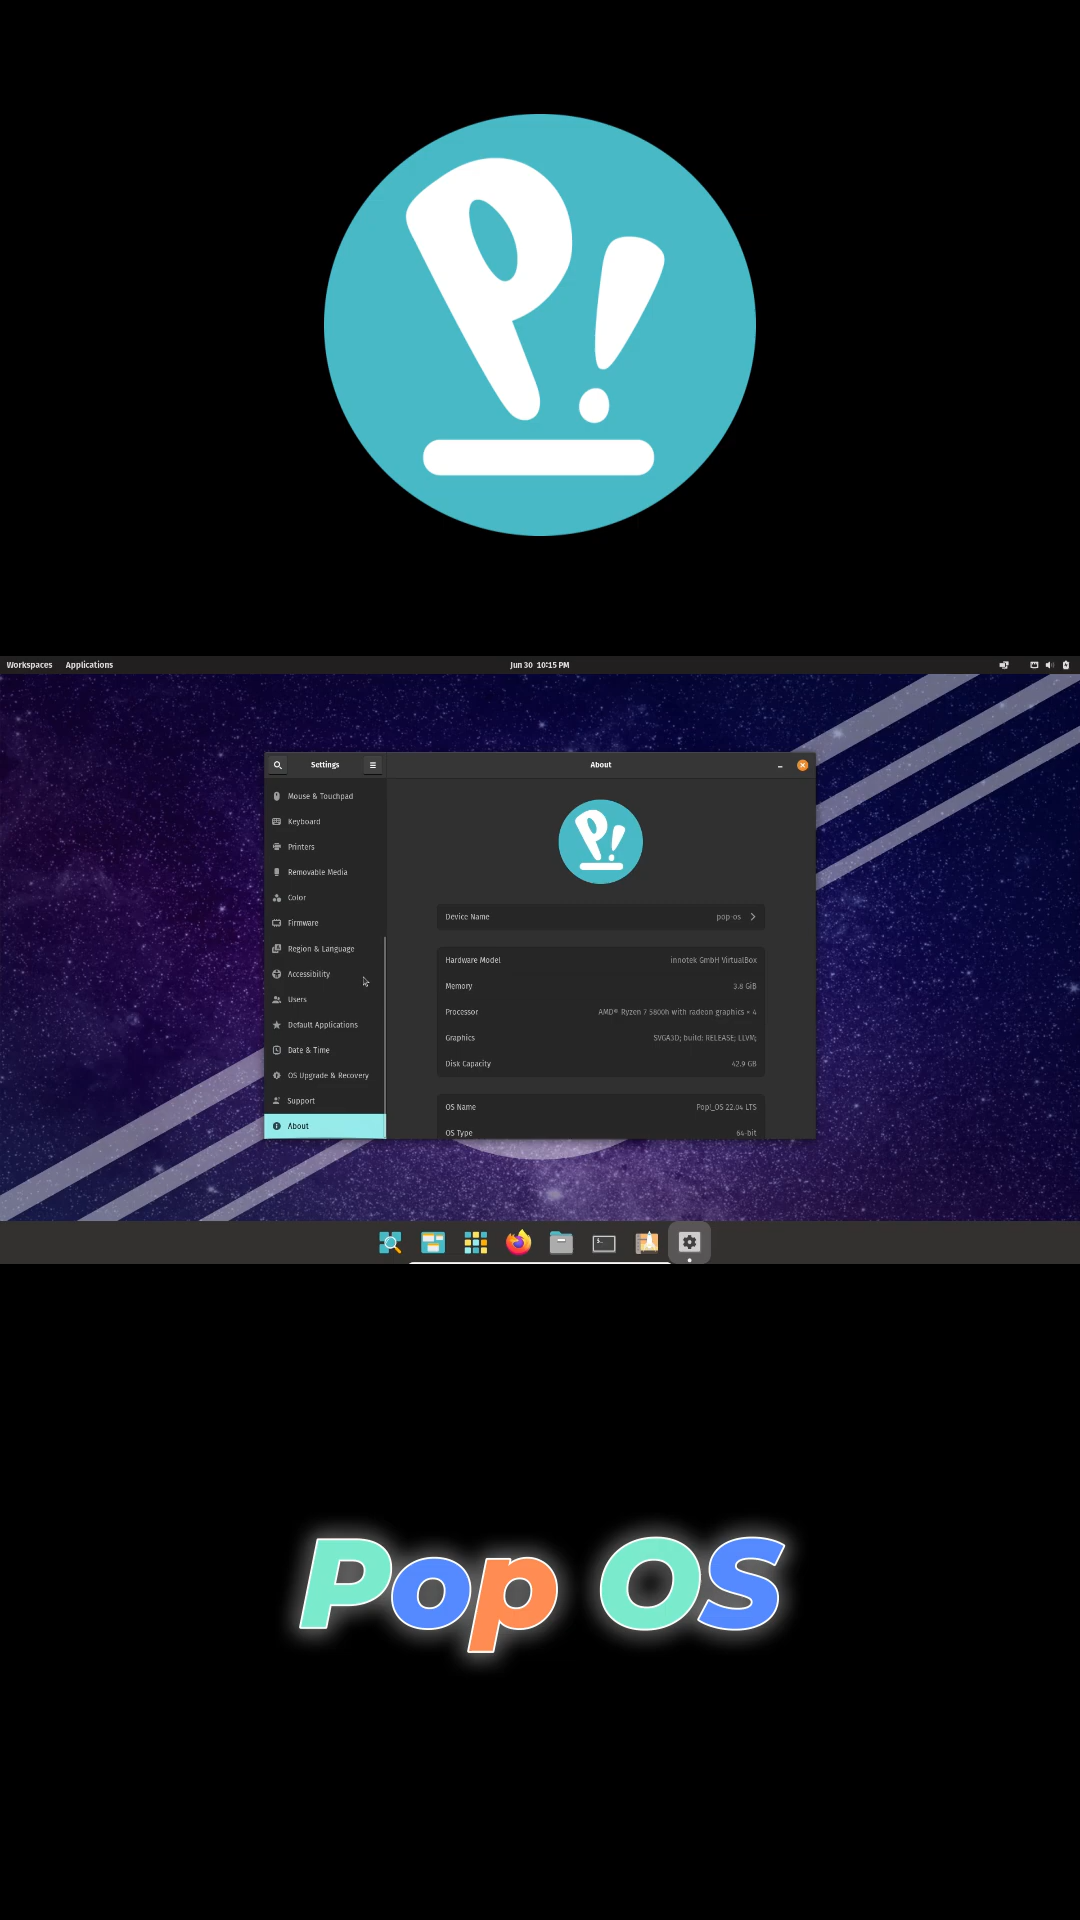 P!
Workspaces Applications Jun 30 10:15 PM
Settings About
Mouse & Touchpad
Keyboard
Printers
Removable Media
Color
Firmware
Region & Language
Accessibility
Users
Default Applications
Date & Time
OS Upgrade & Recovery
Support
About
P!
Device Name pop-os
Hardware Model innotek GmbH VirtualBox
Memory 3.8 GiB
Processor AMD® Ryzen 7 5800h with radeon graphics × 4
Graphics SVGA3D; build: RELEASE; LLVM;
Disk Capacity 42.9 GB
OS Name Pop!_OS 22.04 LTS
OS Type 64-bit
Pop OS